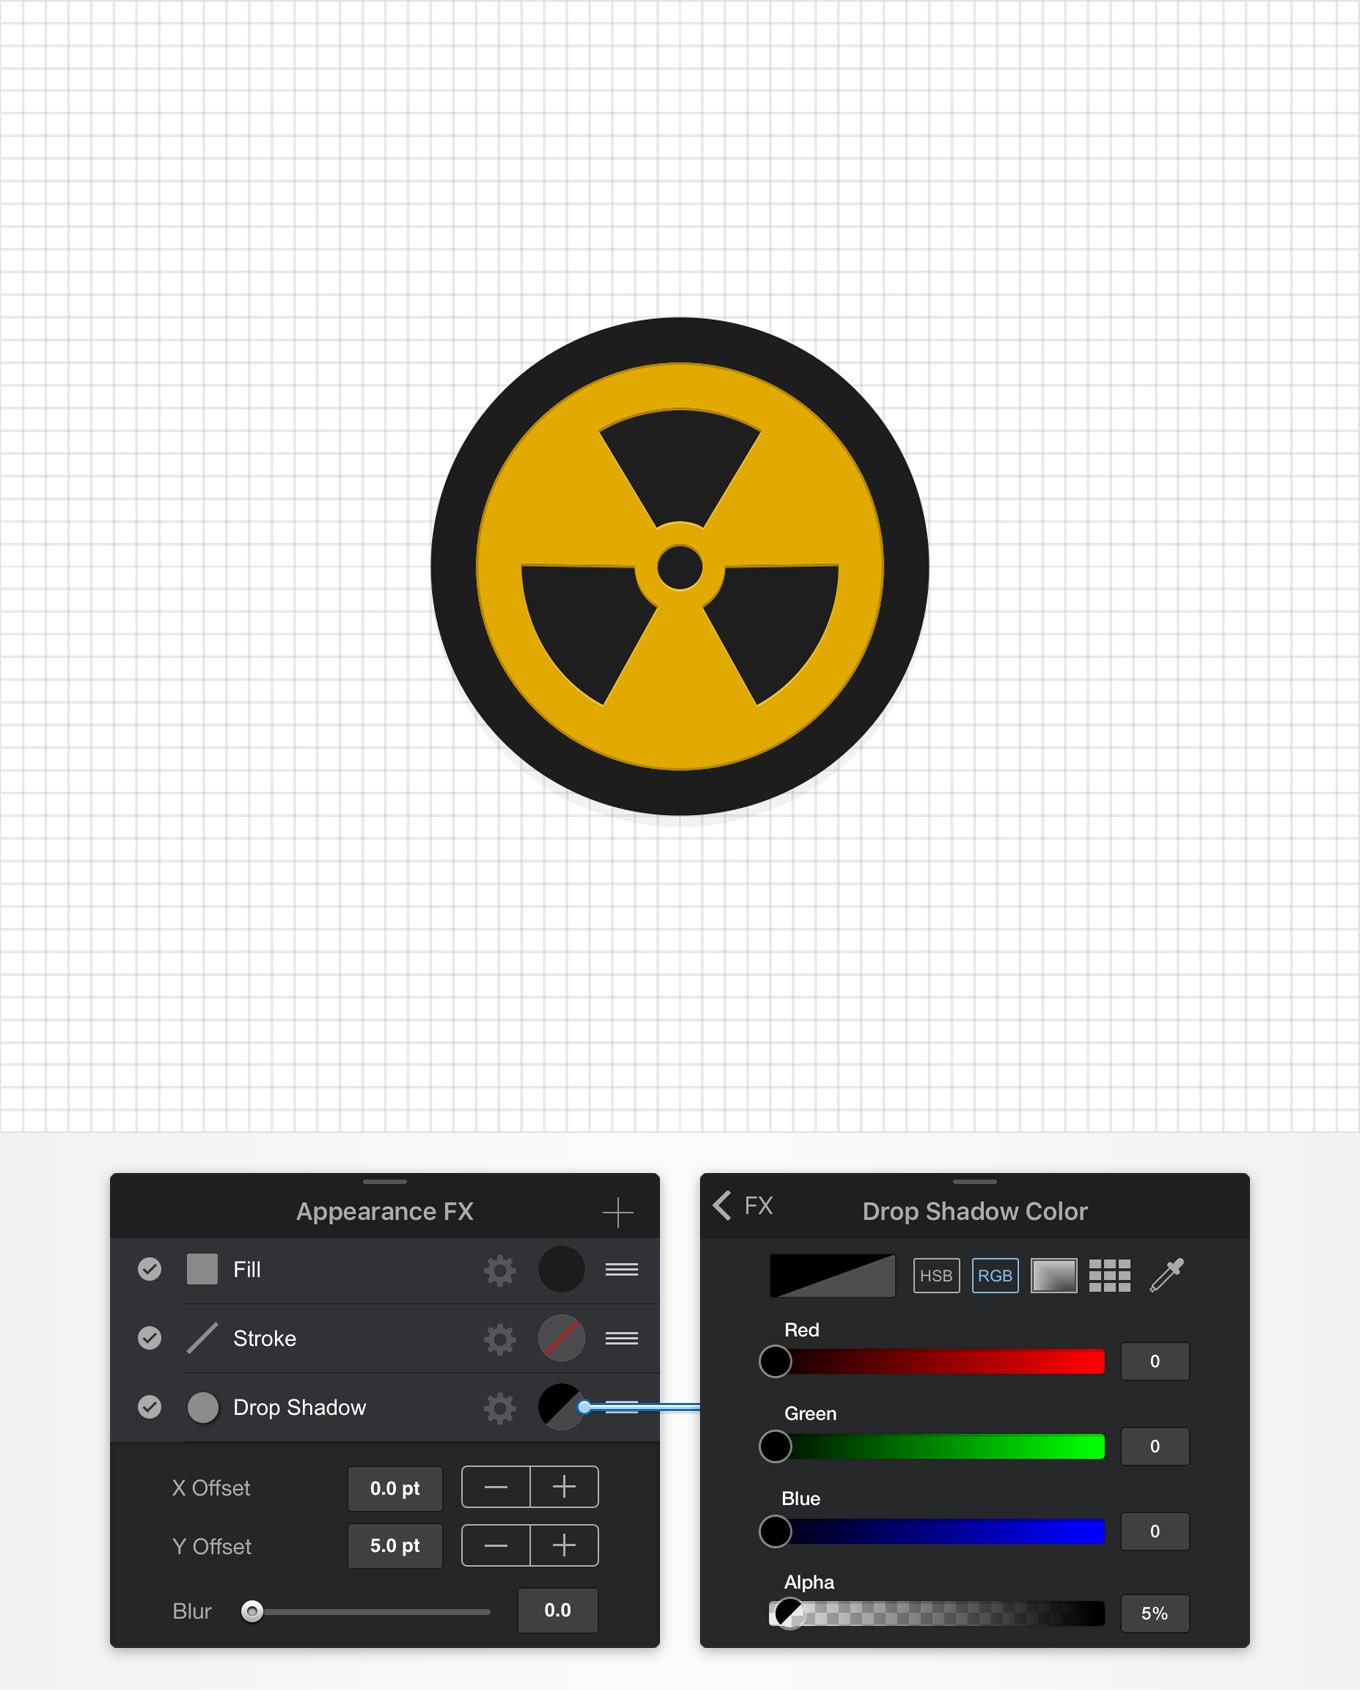 Appearance FX
Fill
Stroke
Drop Shadow
X Offset 0.0 pt
Y Offset 5.0 pt
Blur 0.0
FX Drop Shadow Color
HSB RGB
Red
0
Green
0
Blue
0
Alpha
5%